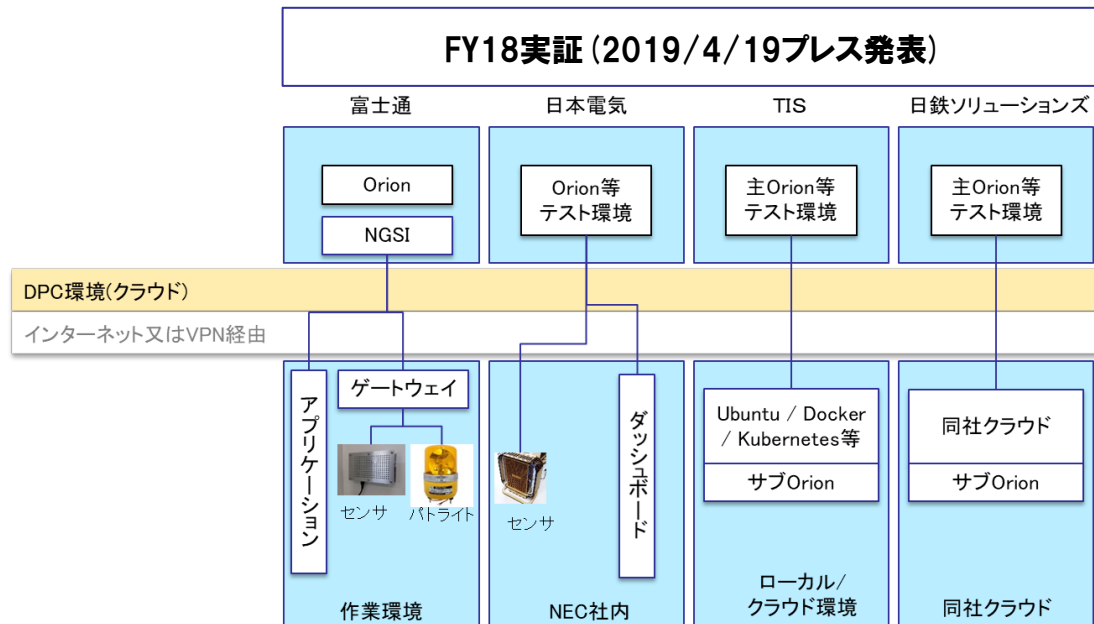 FY18実証(2019/4/19プレス発表)
富士通
日本電気
TIS
日鉄ソリューションズ
Orion
NGSI
Orion等
テスト環境
主Orion等
テスト環境
主Orion等
テスト環境
DPC環境(クラウド)
インターネット又はVPN経由
アプリケーション
ゲートウェイ
センサ
パトライト
作業環境
センサ
ダッシュボード
NEC社内
Ubuntu / Docker
/ Kubernetes等
サブOrion
ローカル/
クラウド環境
同社クラウド
サブOrion
同社クラウド